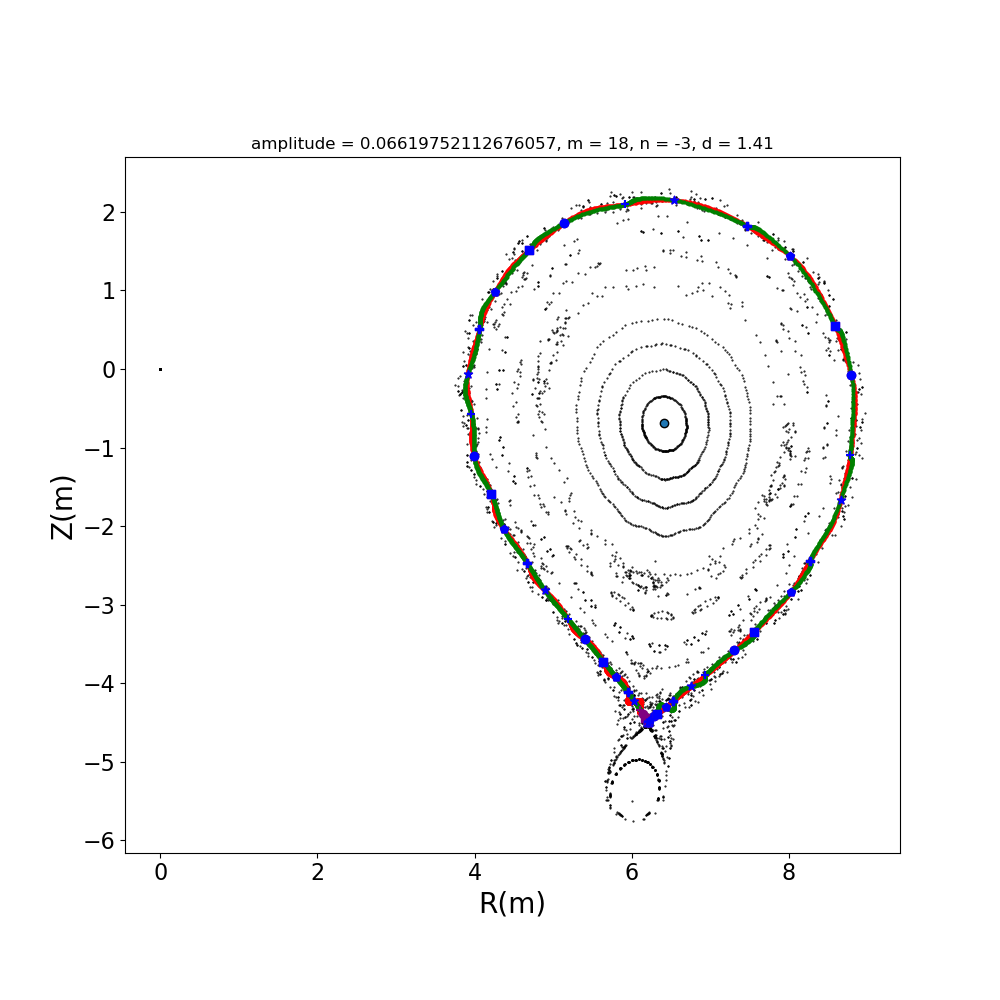 amplitude = 0.06619752112676057, m = 18, n = -3, d = 1.41
2
1
0
−1
−2
−3
−4
−5
−6
Z(m)
0 2 4 6 8
R(m)